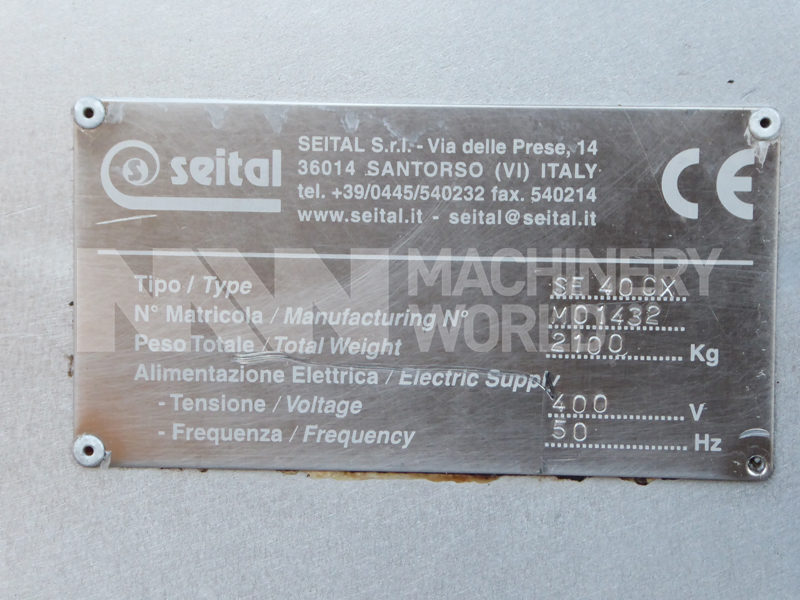 seital
SEITAL S.r.l. - Via delle Prese, 14
36014 SANTORSO (VI) ITALY
tel. +39/0445/540232 fax. 540214
www.seital.it - seital@seital.it
CE
MW MACHINERY WORLD
Tipo / Type SE 40CX
N° Matricola / Manufacturing N° M01432
Peso Totale / Total Weight 2100 Kg
Alimentazione Elettrica / Electric Supply
- Tensione / Voltage 400 V
- Frequenza / Frequency 50 Hz